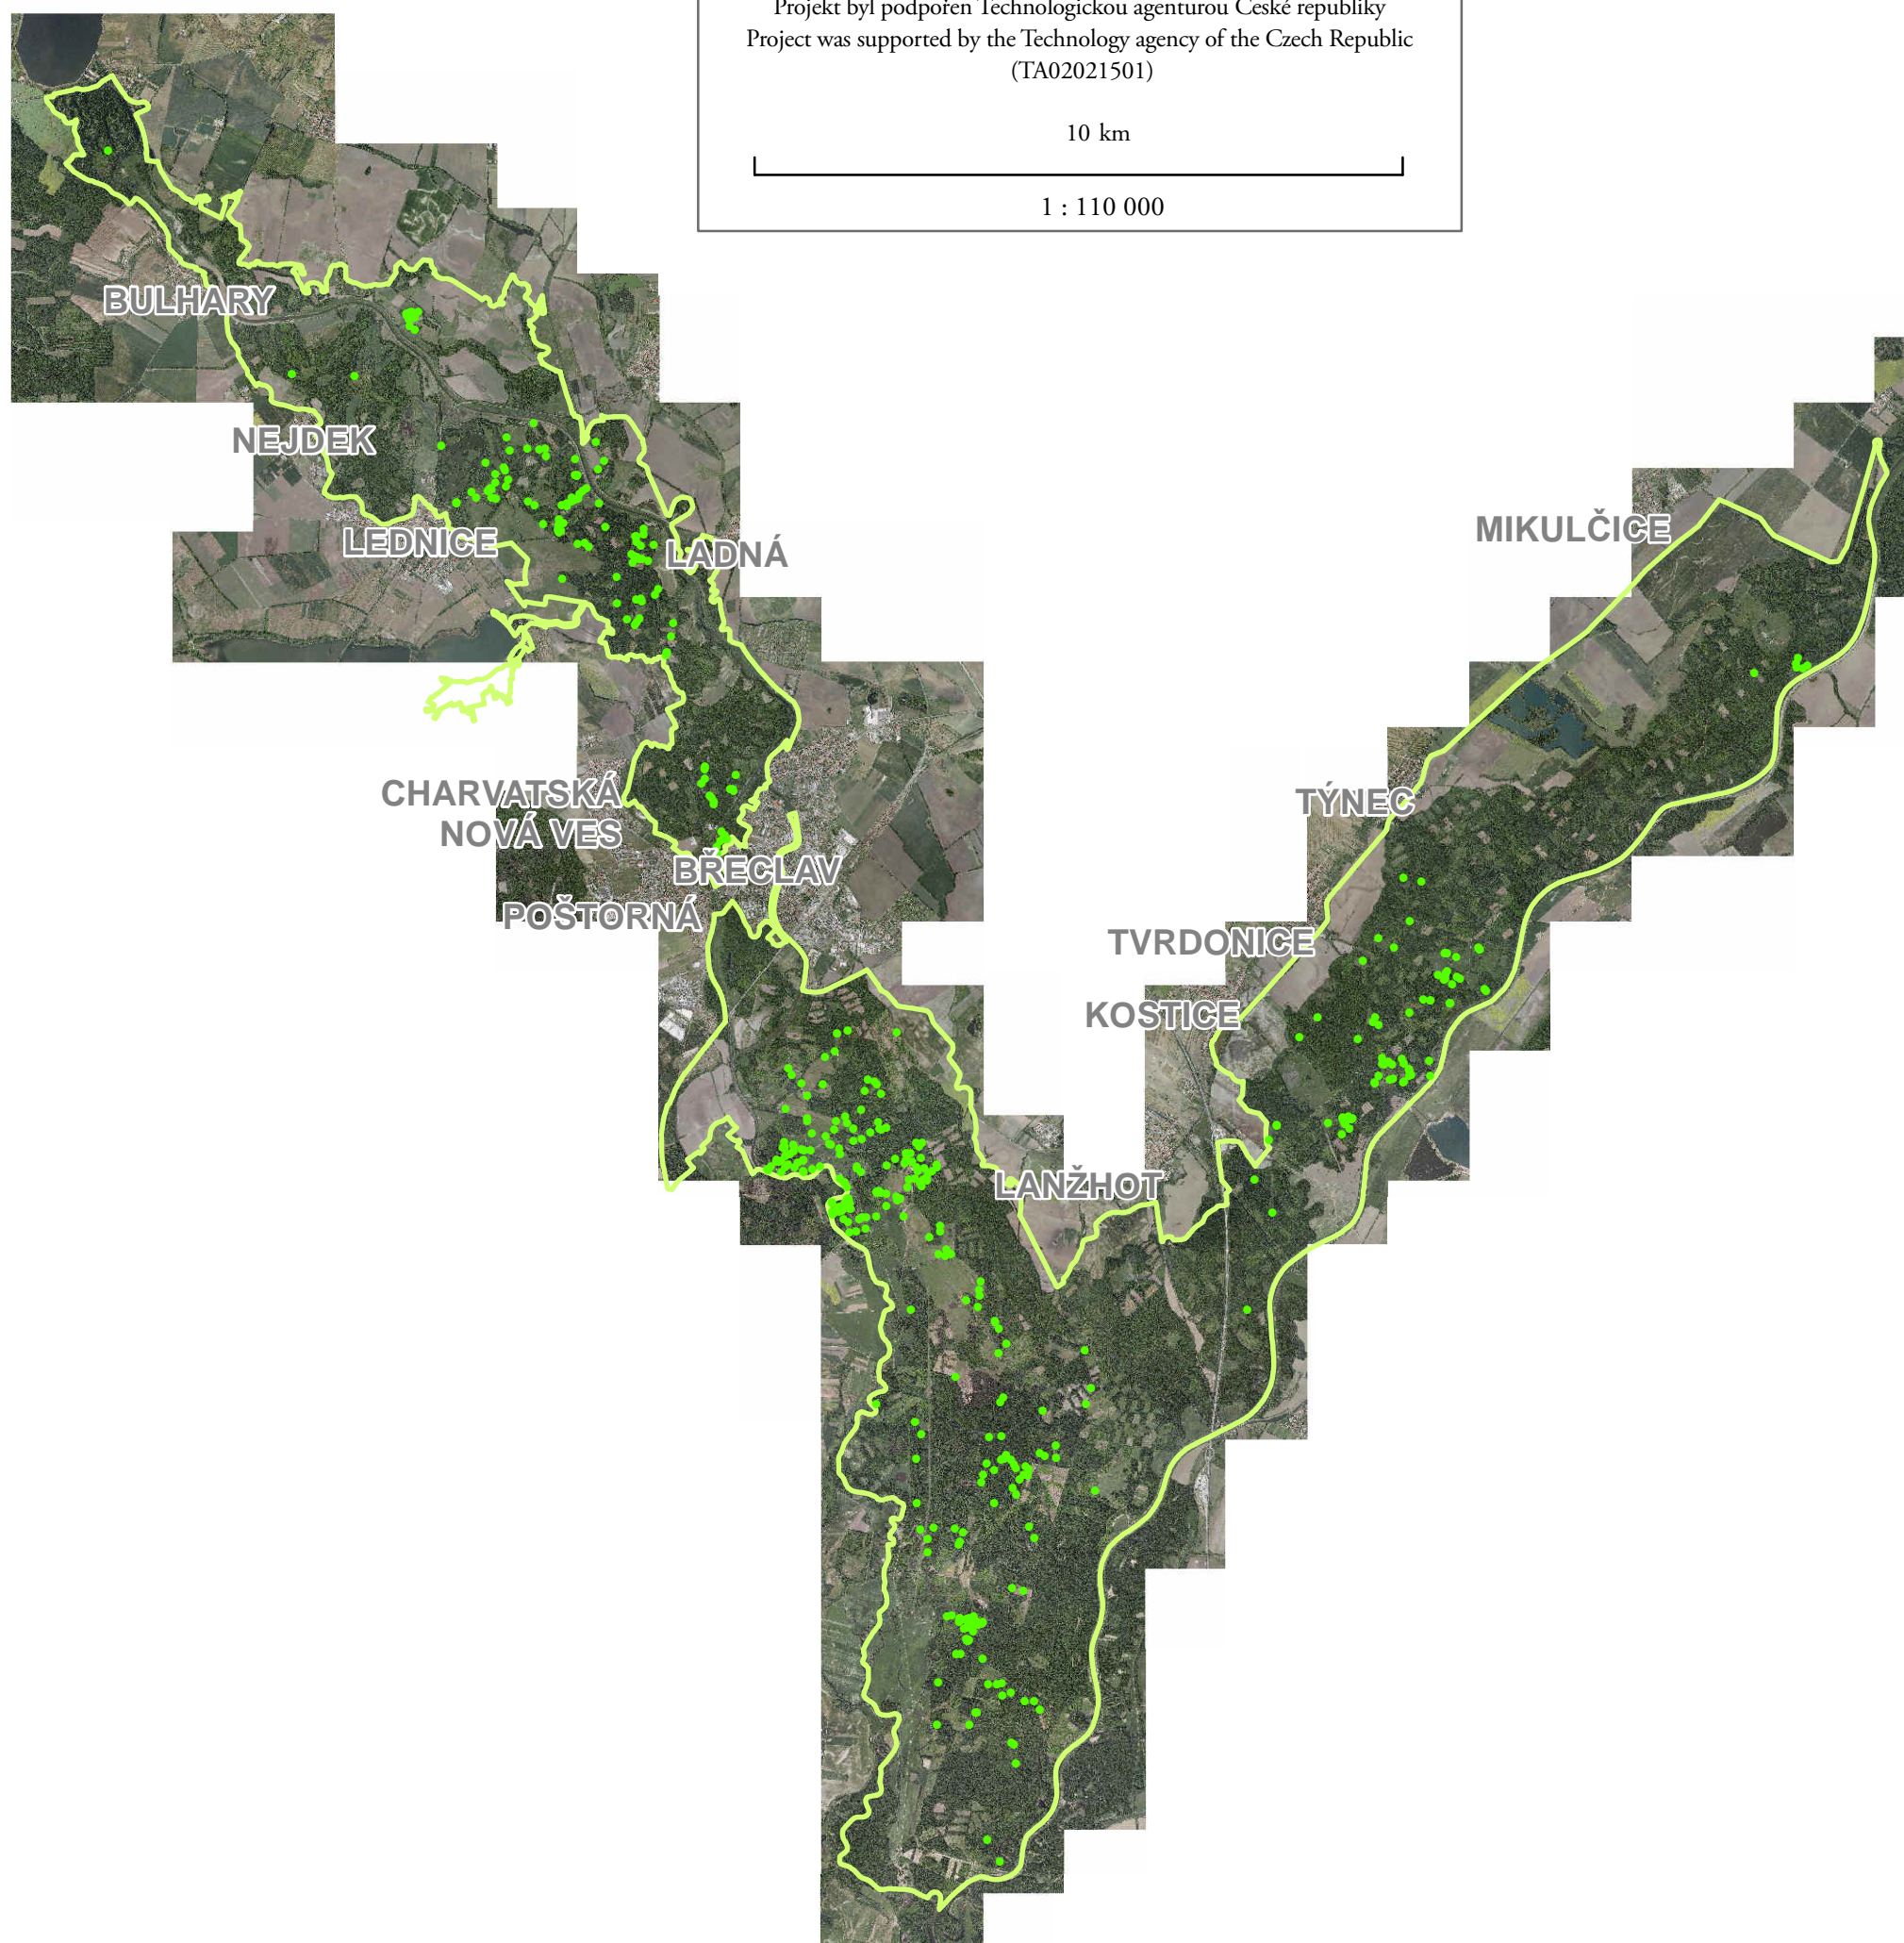 Projekt byl podpořen Technologickou agenturou České republiky
Project was supported by the Technology agency of the Czech Republic
(TA02021501)
10 km
1 : 110 000
BULHARY
NEJDEK
LEDNICE
LADNÁ
MIKULČICE
CHARVATSKÁ
NOVÁ VES
TÝNEC
BŘECLAV
POŠTORNÁ
TVRDONICE
KOSTICE
LANŽHOT